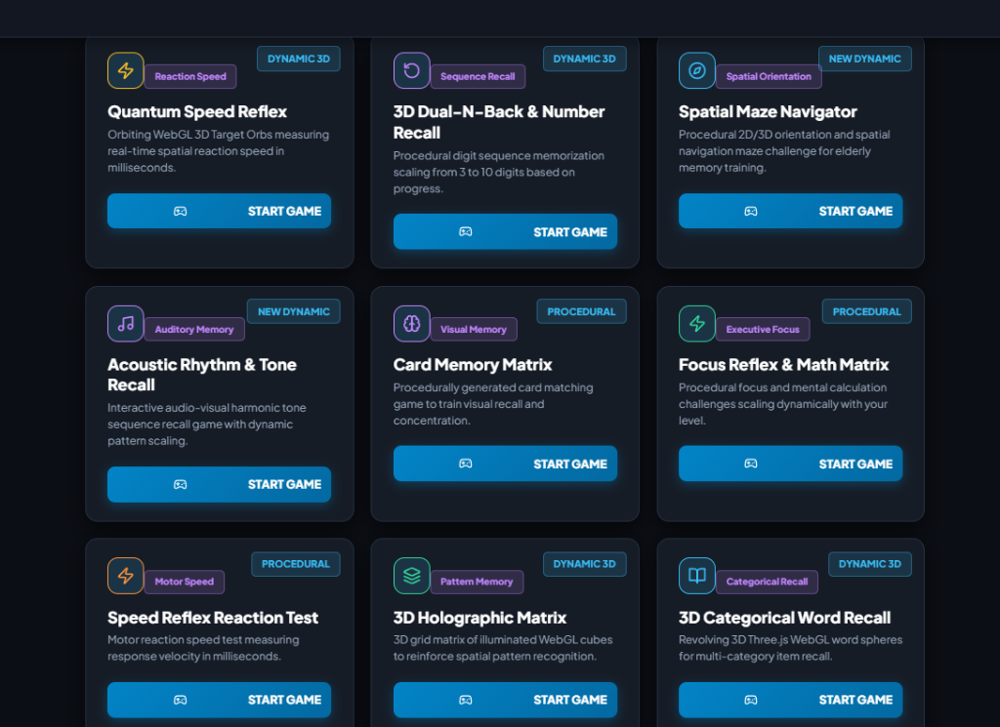 DYNAMIC 3D
Reaction Speed
Quantum Speed Reflex
Orbiting WebGL 3D Target Orbs measuring
real-time spatial reaction speed in
milliseconds.
START GAME
DYNAMIC 3D
Sequence Recall
3D Dual-N-Back & Number
Recall
Procedural digit sequence memorization
scaling from 3 to 10 digits based on
progress.
START GAME
NEW DYNAMIC
Spatial Orientation
Spatial Maze Navigator
Procedural 2D/3D orientation and spatial
navigation maze challenge for elderly
memory training.
START GAME
NEW DYNAMIC
Auditory Memory
Acoustic Rhythm & Tone
Recall
Interactive audio-visual harmonic tone
sequence recall game with dynamic
pattern scaling.
START GAME
PROCEDURAL
Visual Memory
Card Memory Matrix
Procedurally generated card matching
game to train visual recall and
concentration.
START GAME
PROCEDURAL
Executive Focus
Focus Reflex & Math Matrix
Procedural focus and mental calculation
challenges scaling dynamically with your
level.
START GAME
PROCEDURAL
Motor Speed
Speed Reflex Reaction Test
Motor reaction speed test measuring
response velocity in milliseconds.
START GAME
DYNAMIC 3D
Pattern Memory
3D Holographic Matrix
3D grid matrix of illuminated WebGL cubes
to reinforce spatial pattern recognition.
START GAME
DYNAMIC 3D
Categorical Recall
3D Categorical Word Recall
Revolving 3D Three.js WebGL word spheres
for multi-category item recall.
START GAME